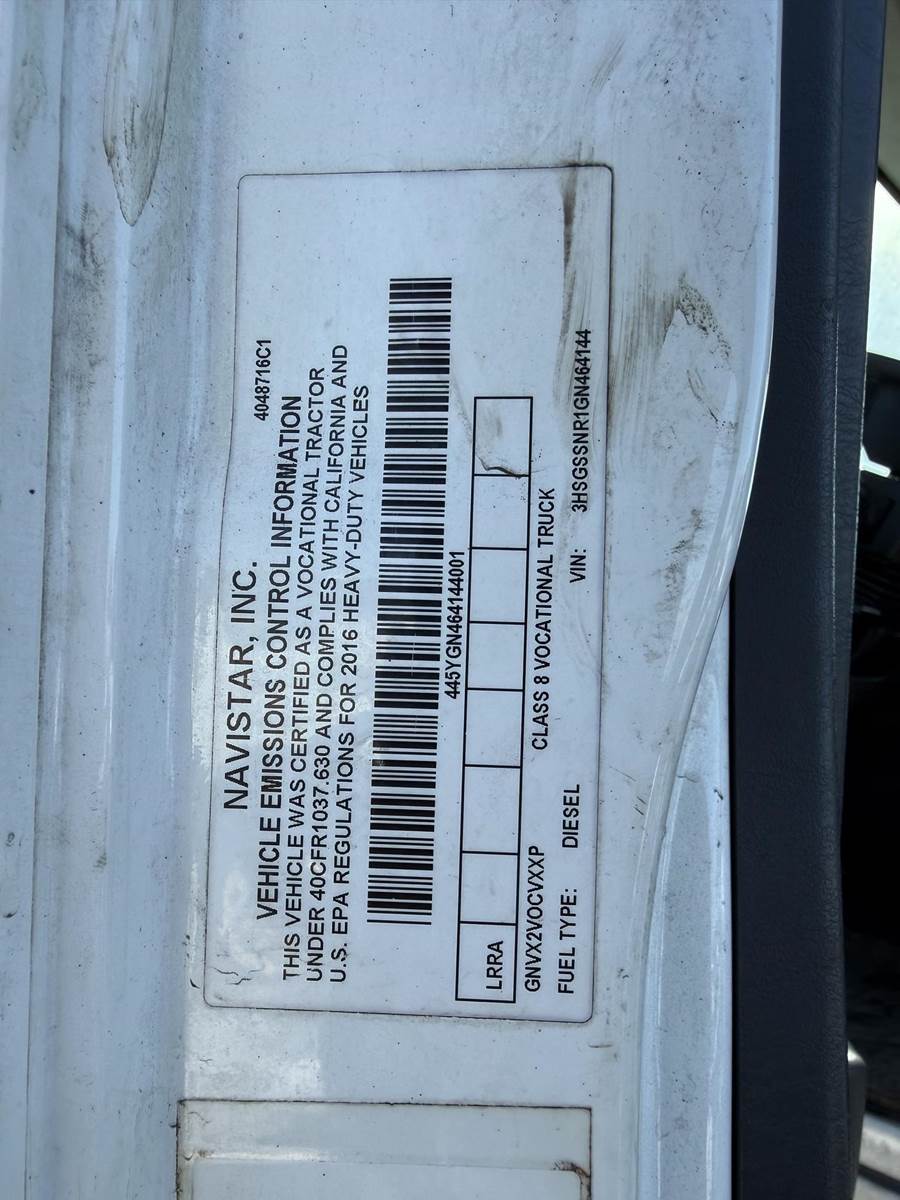 4048716C1
NAVISTAR, INC.
VEHICLE EMISSIONS CONTROL INFORMATION
THIS VEHICLE WAS CERTIFIED AS A VOCATIONAL TRACTOR
UNDER 40CFR1037.630 AND COMPLIES WITH CALIFORNIA AND
U.S. EPA REGULATIONS FOR 2016 HEAVY-DUTY VEHICLES
445YGN464144001
LRRA
GNVX2VOCVXXP CLASS 8 VOCATIONAL TRUCK
FUEL TYPE: DIESEL VIN: 3HSGSSNR1GN464144